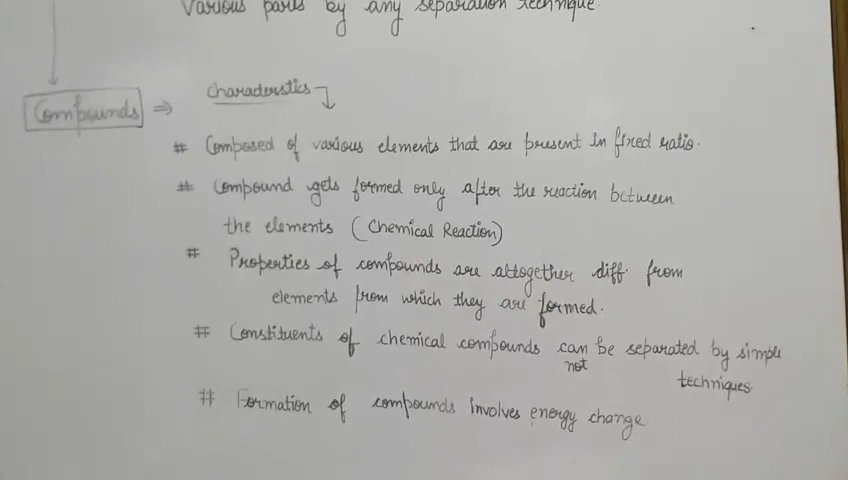 Various parts by any separation technique.
Compounds ⇒ characterstics
# Composed of various elements that are present in fixed ratio.
# Compound gets formed only after the reaction between
the elements (Chemical Reaction)
# Properties of compounds are altogether diff. from
elements from which they are formed.
# Constituents of chemical compounds can be separated by simple
not
techniques.
# Formation of compounds involves energy change